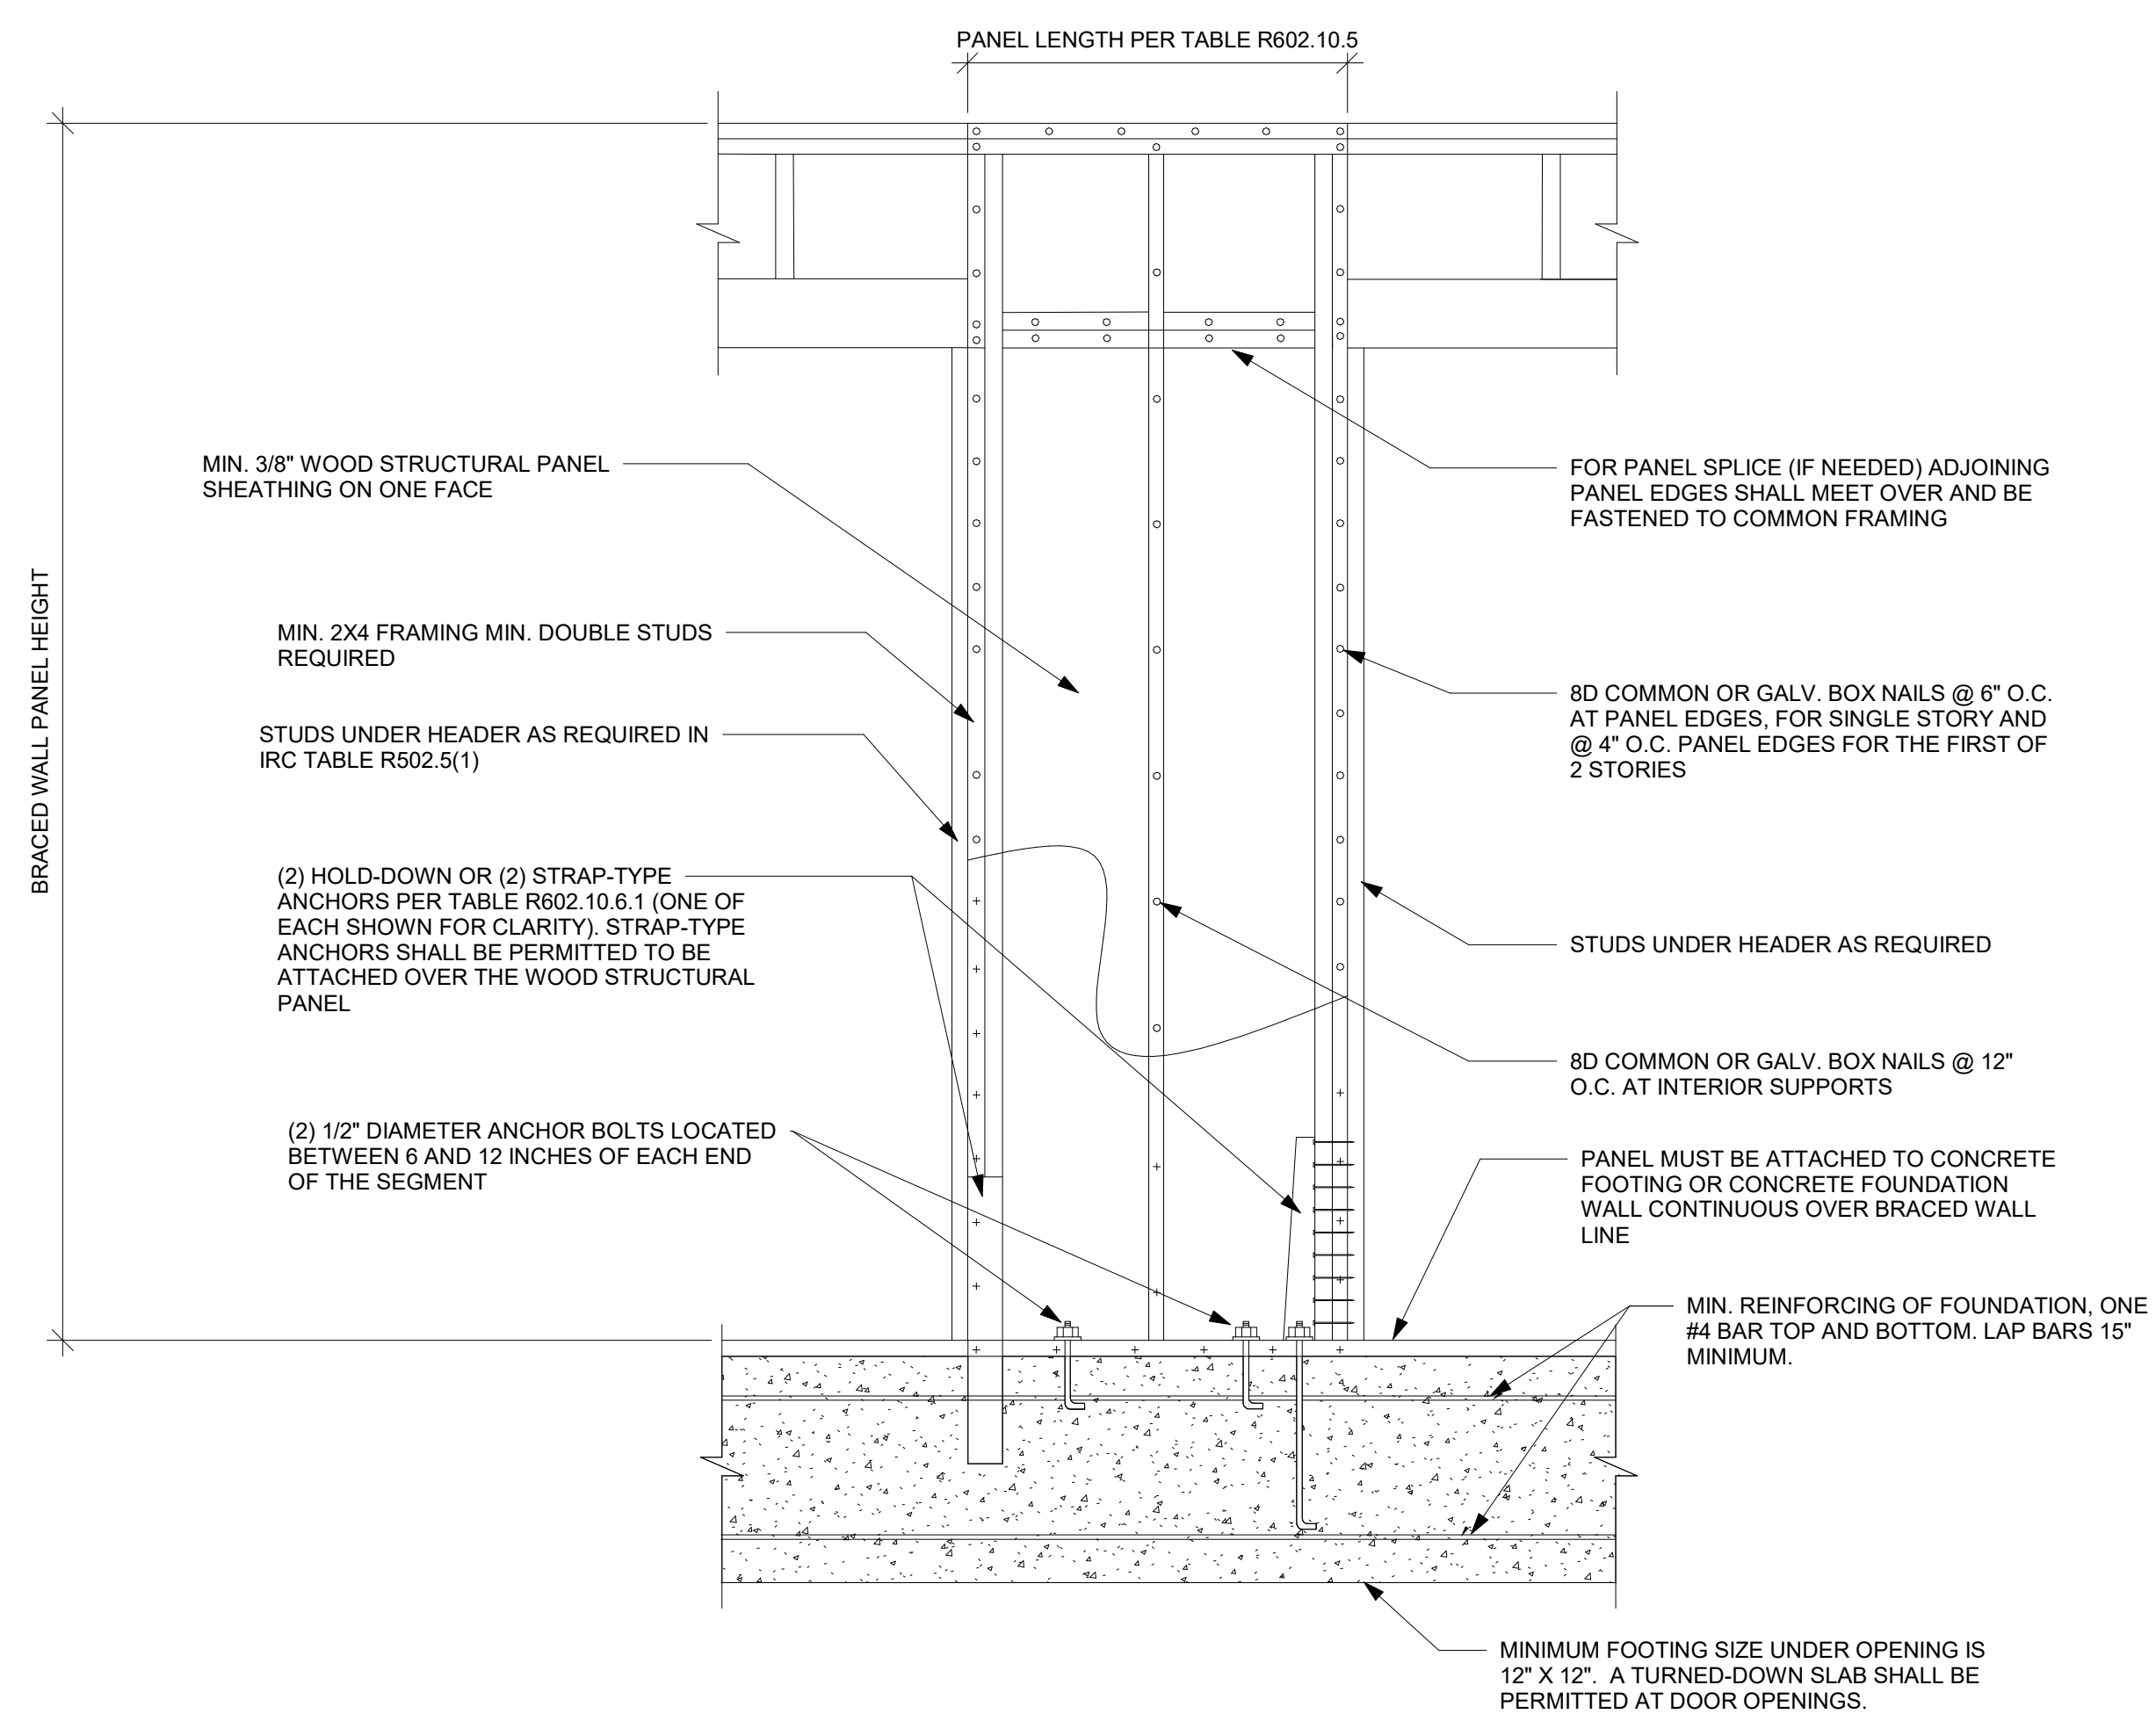 PANEL LENGTH PER TABLE R602.10.5
BRACED WALL PANEL HEIGHT
MIN. 3/8" WOOD STRUCTURAL PANEL
SHEATHING ON ONE FACE
MIN. 2X4 FRAMING MIN. DOUBLE STUDS
REQUIRED
STUDS UNDER HEADER AS REQUIRED IN
IRC TABLE R502.5(1)
(2) HOLD-DOWN OR (2) STRAP-TYPE
ANCHORS PER TABLE R602.10.6.1 (ONE OF
EACH SHOWN FOR CLARITY). STRAP-TYPE
ANCHORS SHALL BE PERMITTED TO BE
ATTACHED OVER THE WOOD STRUCTURAL
PANEL
(2) 1/2" DIAMETER ANCHOR BOLTS LOCATED
BETWEEN 6 AND 12 INCHES OF EACH END
OF THE SEGMENT
FOR PANEL SPLICE (IF NEEDED) ADJOINING
PANEL EDGES SHALL MEET OVER AND BE
FASTENED TO COMMON FRAMING
8D COMMON OR GALV. BOX NAILS @ 6" O.C.
AT PANEL EDGES, FOR SINGLE STORY AND
@ 4" O.C. PANEL EDGES FOR THE FIRST OF
2 STORIES
STUDS UNDER HEADER AS REQUIRED
8D COMMON OR GALV. BOX NAILS @ 12"
O.C. AT INTERIOR SUPPORTS
PANEL MUST BE ATTACHED TO CONCRETE
FOOTING OR CONCRETE FOUNDATION
WALL CONTINUOUS OVER BRACED WALL
LINE
MIN. REINFORCING OF FOUNDATION, ONE
#4 BAR TOP AND BOTTOM. LAP BARS 15"
MINIMUM.
MINIMUM FOOTING SIZE UNDER OPENING IS
12" X 12". A TURNED-DOWN SLAB SHALL BE
PERMITTED AT DOOR OPENINGS.